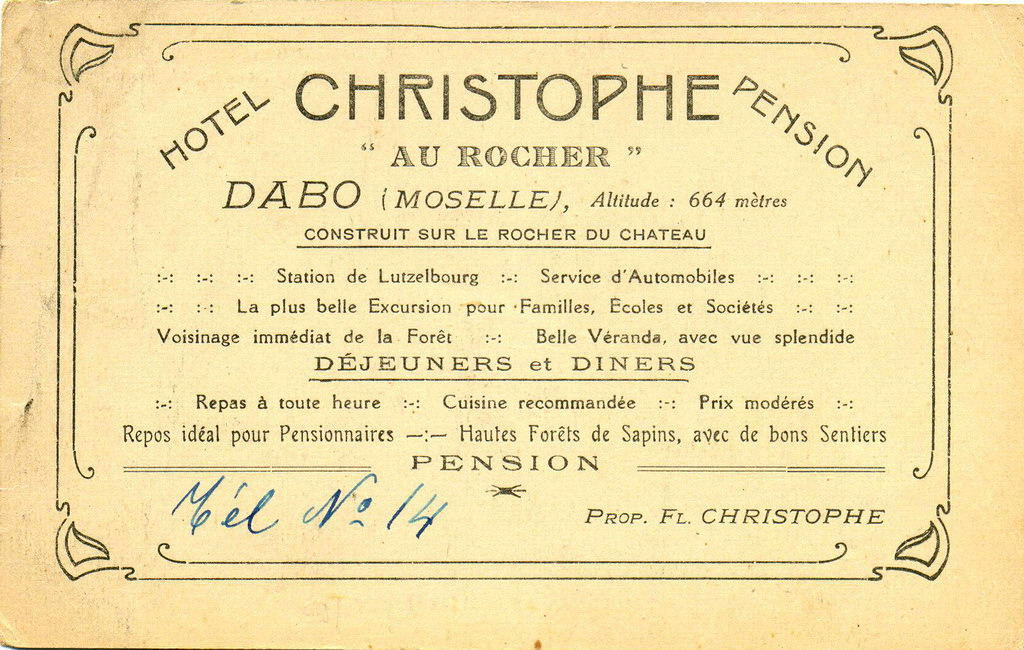 HOTEL CHRISTOPHE PENSION
“ AU ROCHER ”
DABO (MOSELLE), Altitude : 664 mètres
CONSTRUIT SUR LE ROCHER DU CHATEAU
:-: :-: :-: Station de Lutzelbourg :-: Service d'Automobiles :-: :-: :-:
:-: :-: La plus belle Excursion pour Familles, Écoles et Sociétés :-: :-:
Voisinage immédiat de la Forêt :-: Belle Véranda, avec vue splendide
DÉJEUNERS et DINERS
:-: Repas à toute heure :-: Cuisine recommandée :-: Prix modérés :-:
Repos idéal pour Pensionnaires —:— Hautes Forêts de Sapins, avec de bons Sentiers
PENSION
Tél No 14
PROP. FL. CHRISTOPHE